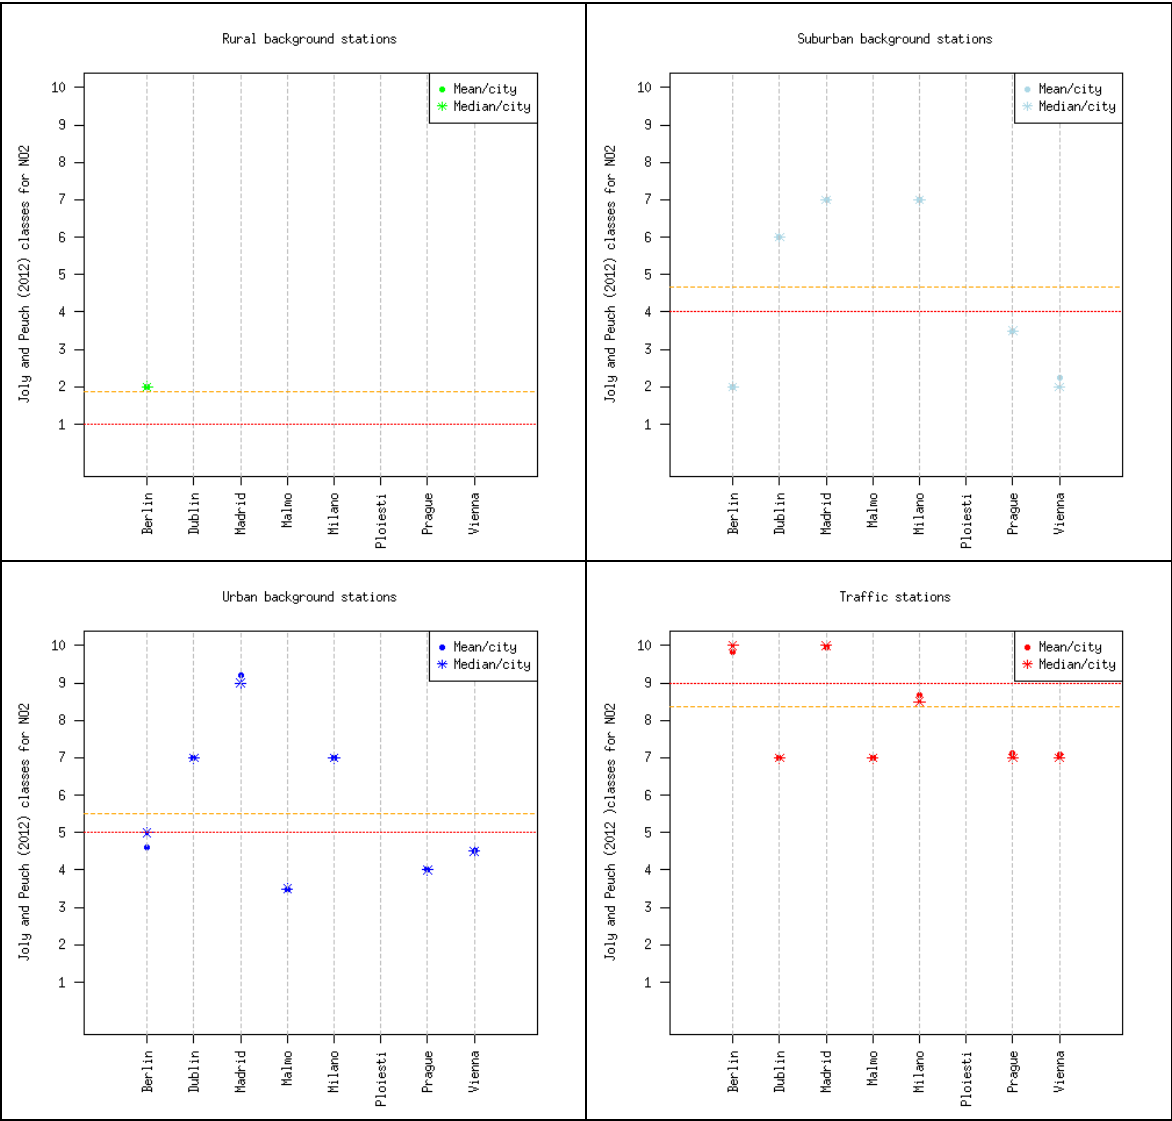 Rural background stations
Mean/city
Median/city
Joly and Peuch (2012) classes for NO2
10
9
8
7
6
5
4
3
2
1
Berlin
Dublin
Madrid
Malmo
Milano
Ploiesti
Prague
Vienna
Suburban background stations
Mean/city
Median/city
Joly and Peuch (2012) classes for NO2
10
9
8
7
6
5
4
3
2
1
Berlin
Dublin
Madrid
Malmo
Milano
Ploiesti
Prague
Vienna
Urban background stations
Mean/city
Median/city
Joly and Peuch (2012) classes for NO2
10
9
8
7
6
5
4
3
2
1
Berlin
Dublin
Madrid
Malmo
Milano
Ploiesti
Prague
Vienna
Traffic stations
Mean/city
Median/city
Joly and Peuch (2012 )classes for NO2
10
9
8
7
6
5
4
3
2
1
Berlin
Dublin
Madrid
Malmo
Milano
Ploiesti
Prague
Vienna